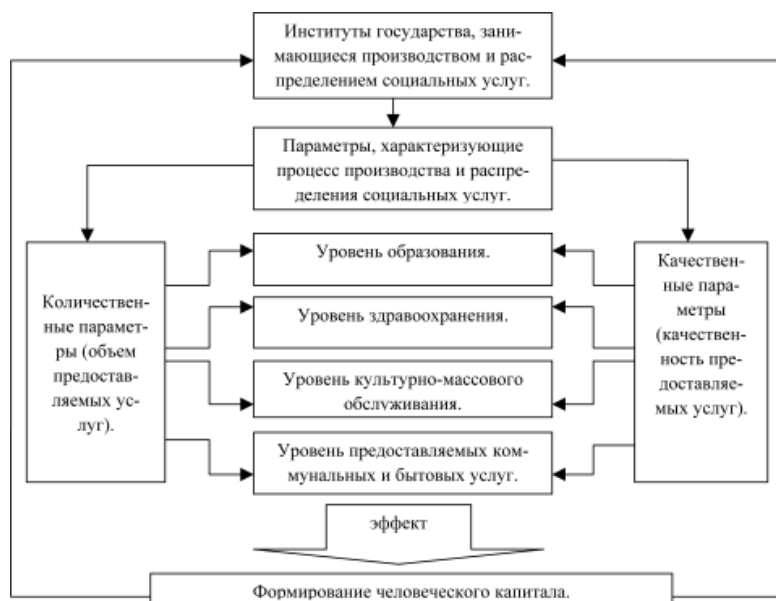 Институты государства, зани-
мающиеся производством и рас-
пределением социальных услуг.
Параметры, характеризующие
процесс производства и распре-
деления социальных услуг.
Количествен-
ные парамет-
ры (объем
предостав-
ляемых ус-
луг).
Уровень образования.
Уровень здравоохранения.
Уровень культурно-массового
обслуживания.
Уровень предоставляемых ком-
мунальных и бытовых услуг.
Качествен-
ные пара-
метры
(качествен-
ность пре-
доставляе-
мых услуг).
эффект
Формирование человеческого капитала.